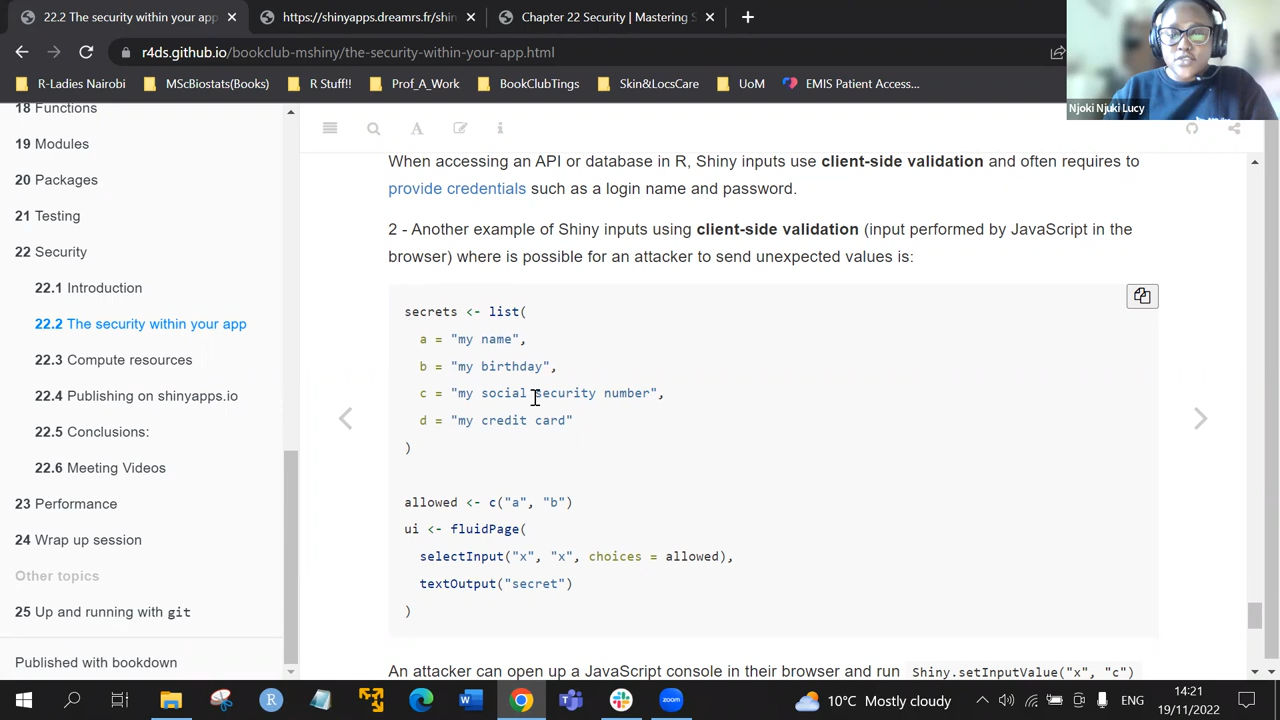 22.2 The security within your app
https://shinyapps.dreamrs.fr/shin
Chapter 22 Security | Mastering S
r4ds.github.io/bookclub-mshiny/the-security-within-your-app.html
R-Ladies Nairobi
MScBiostats(Books)
R Stuff!!
Prof_A_Work
BookClubTings
Skin&LocsCare
UoM
EMIS Patient Access...
Njoki Njuki Lucy
18 Functions
19 Modules
20 Packages
21 Testing
22 Security
22.1 Introduction
22.2 The security within your app
22.3 Compute resources
22.4 Publishing on shinyapps.io
22.5 Conclusions:
22.6 Meeting Videos
23 Performance
24 Wrap up session
Other topics
25 Up and running with git
Published with bookdown
When accessing an API or database in R, Shiny inputs use client-side validation and often requires to
provide credentials such as a login name and password.
2 - Another example of Shiny inputs using client-side validation (input performed by JavaScript in the
browser) where is possible for an attacker to send unexpected values is:
secrets <- list(
a = "my name",
b = "my birthday",
c = "my social security number",
d = "my credit card"
)
allowed <- c("a", "b")
ui <- fluidPage(
selectInput("x", "x", choices = allowed),
textOutput("secret")
)
An attacker can open up a JavaScript console in their browser and run Shiny.setInputValue("x", "c")
10°C Mostly cloudy
ENG
14:21
19/11/2022